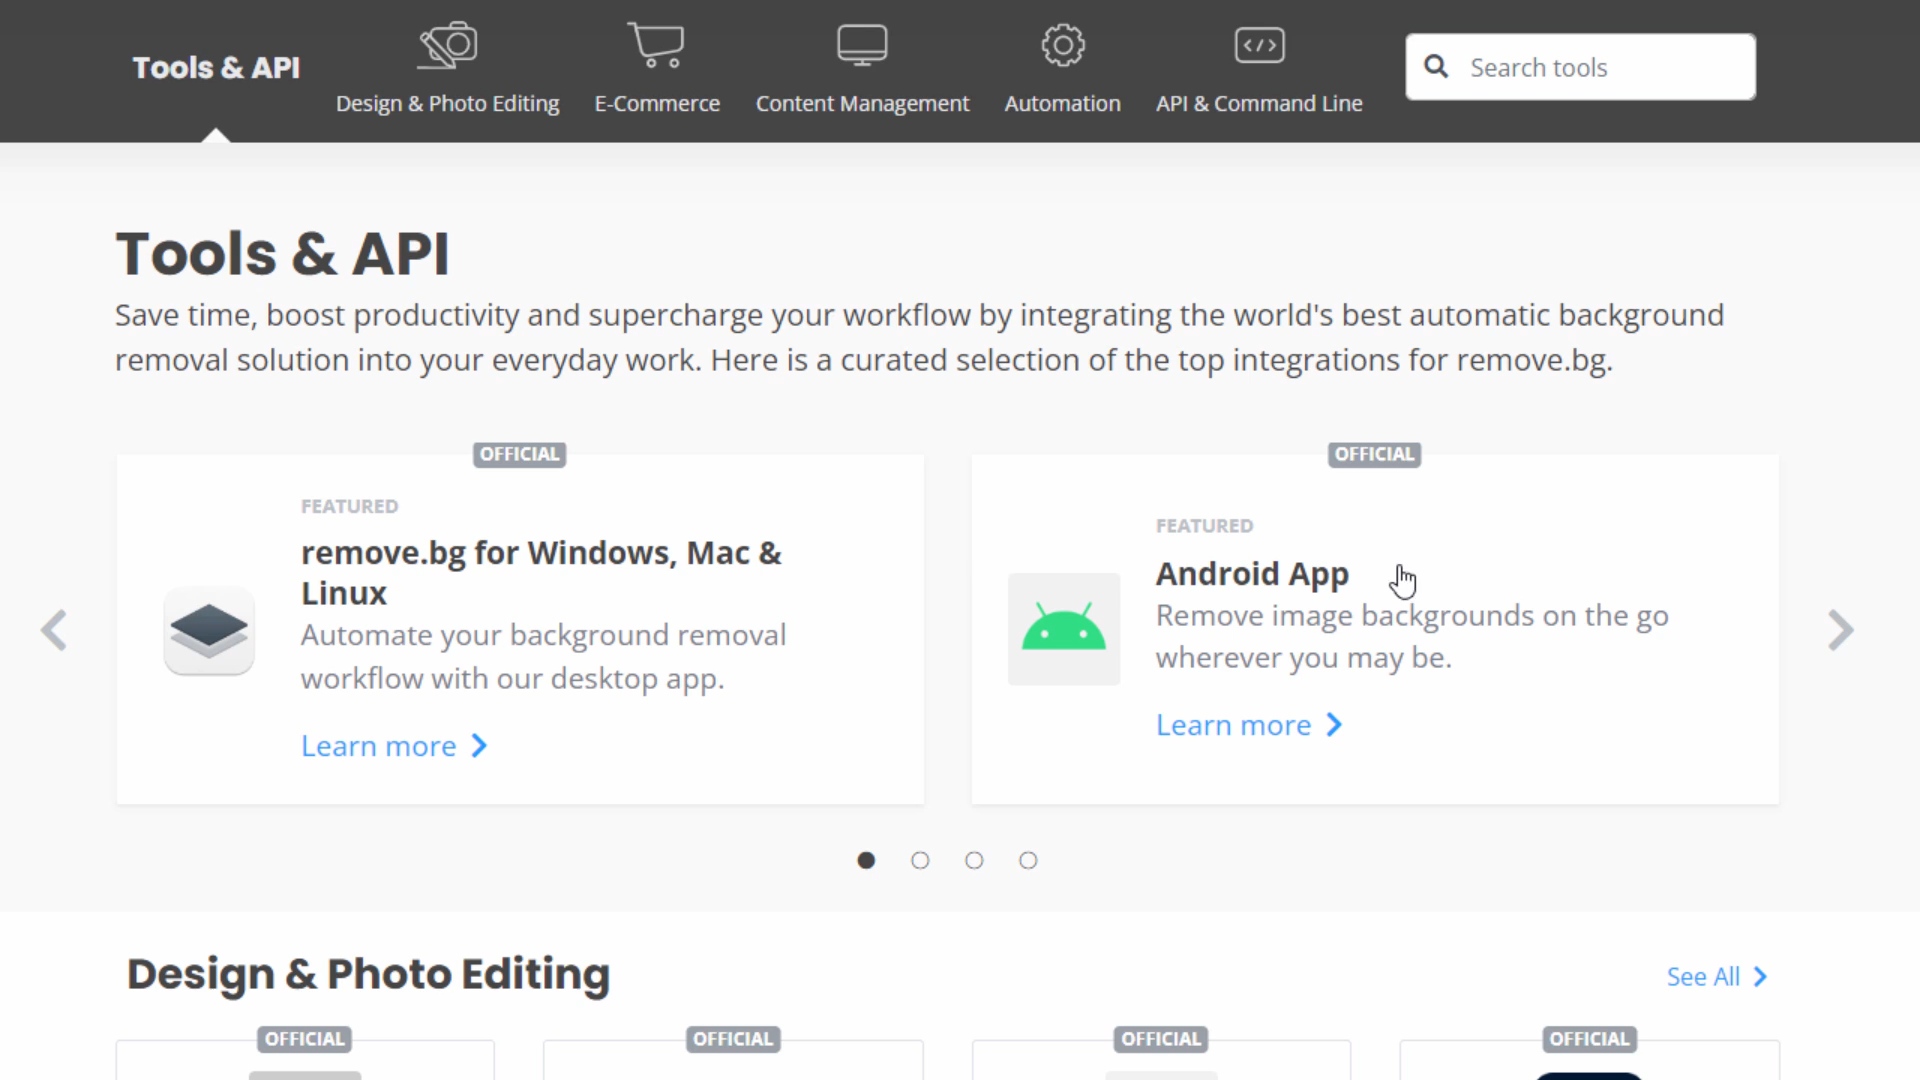 Tools & API
Design & Photo Editing
E-Commerce
Content Management
Automation
API & Command Line
Search tools
Tools & API
Save time, boost productivity and supercharge your workflow by integrating the world's best automatic background
removal solution into your everyday work. Here is a curated selection of the top integrations for remove.bg.
OFFICIAL
FEATURED
remove.bg for Windows, Mac &
Linux
Automate your background removal
workflow with our desktop app.
Learn more
OFFICIAL
FEATURED
Android App
Remove image backgrounds on the go
wherever you may be.
Learn more
Design & Photo Editing
See All
OFFICIAL
OFFICIAL
OFFICIAL
OFFICIAL